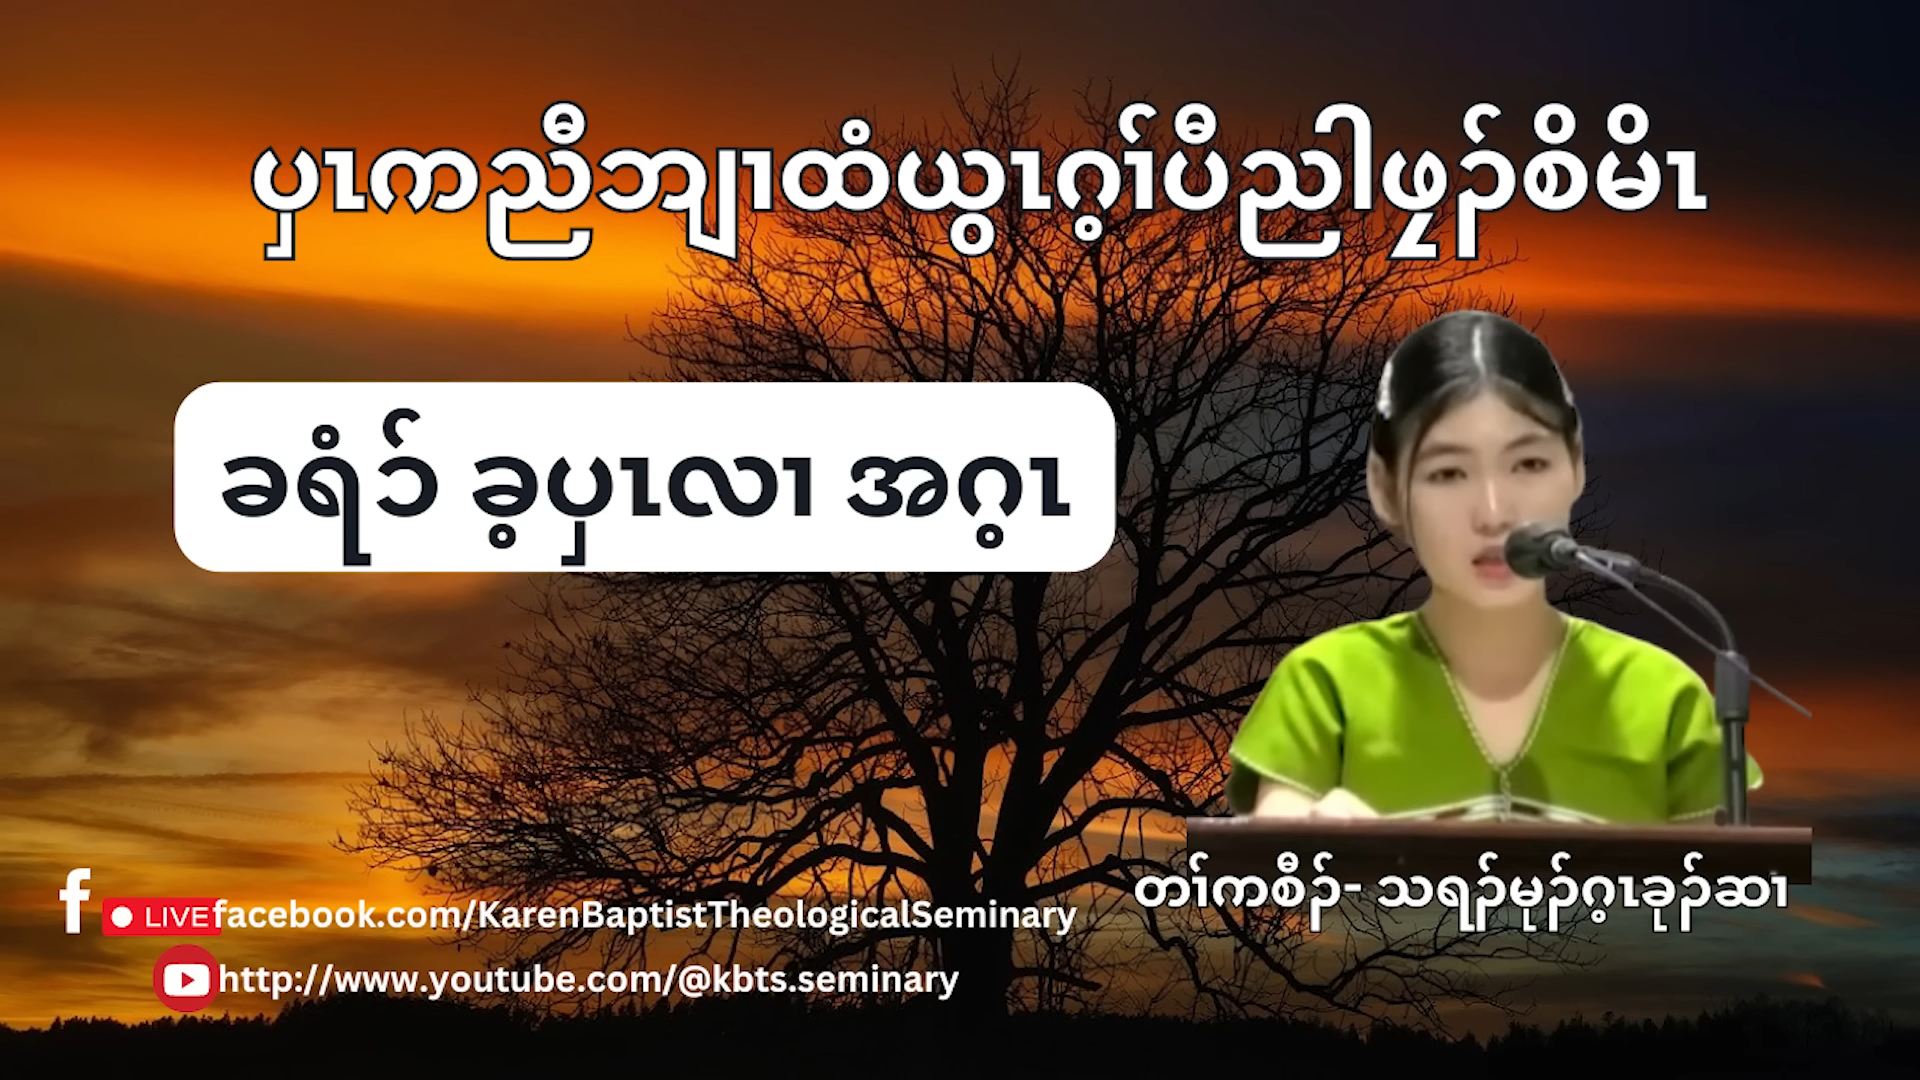 ပှၤကညီဘျၢထံယွၤဂ့ၢ်ပီညါဖှၣ်စိမိၤ
ခရံာ် ခ့ပှၤလၢ အဂ့ၤ
တၢ်ကစီၣ်- သရၣ်မုၣ်ဂ့ၤခုၣ်ဆၢ
LIVE facebook.com/KarenBaptistTheologicalSeminary
http://www.youtube.com/@kbts.seminary